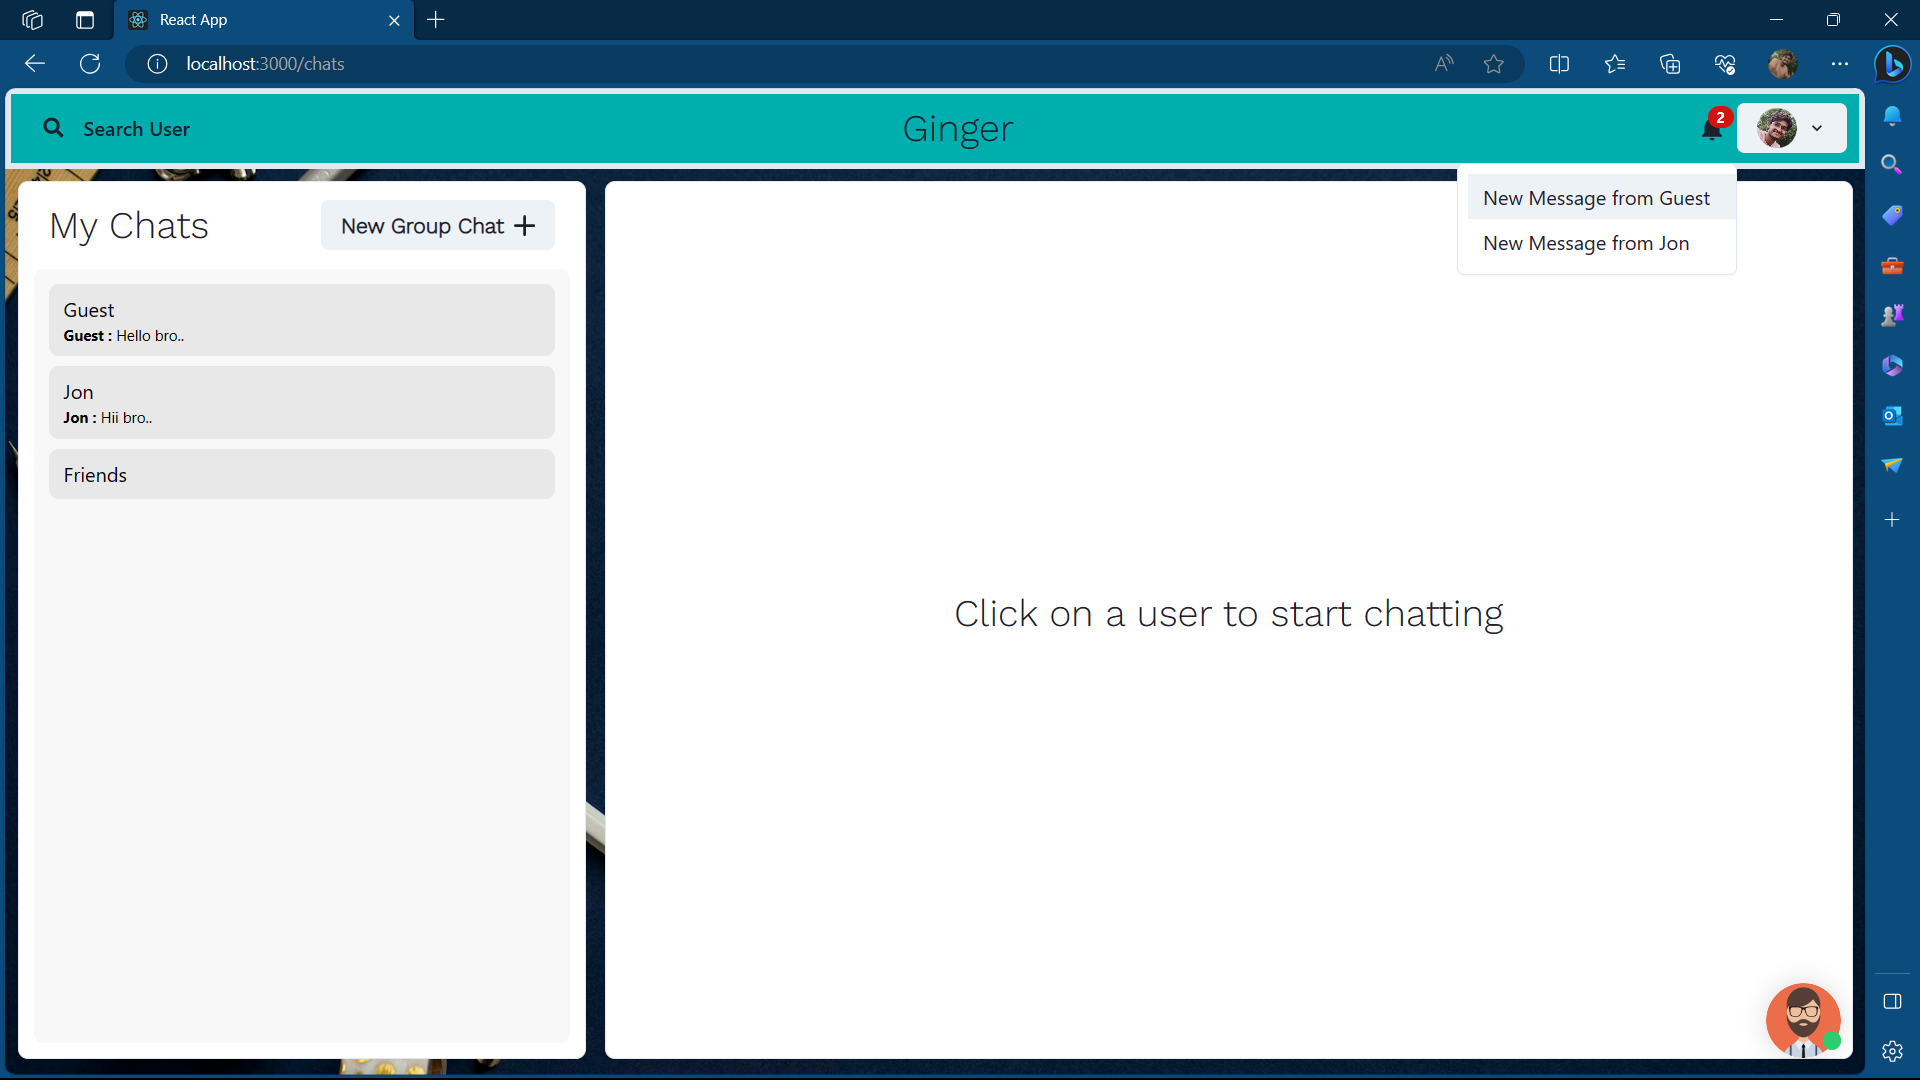 React App
localhost:3000/chats
Search User
Ginger
2
New Message from Guest
New Message from Jon
My Chats
New Group Chat
Guest
Guest : Hello bro..
Jon
Jon : Hii bro..
Friends
Click on a user to start chatting